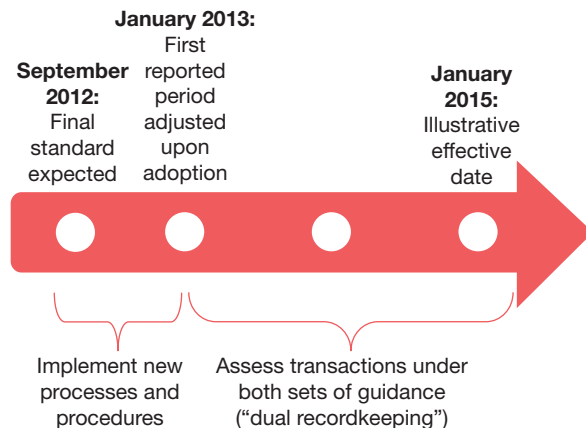 September
2012:
Final
standard
expected
January 2013:
First
reported
period
adjusted
upon
adoption
January
2015:
Illustrative
effective
date
Implement new
processes and
procedures
Assess transactions under
both sets of guidance
(“dual recordkeeping”)